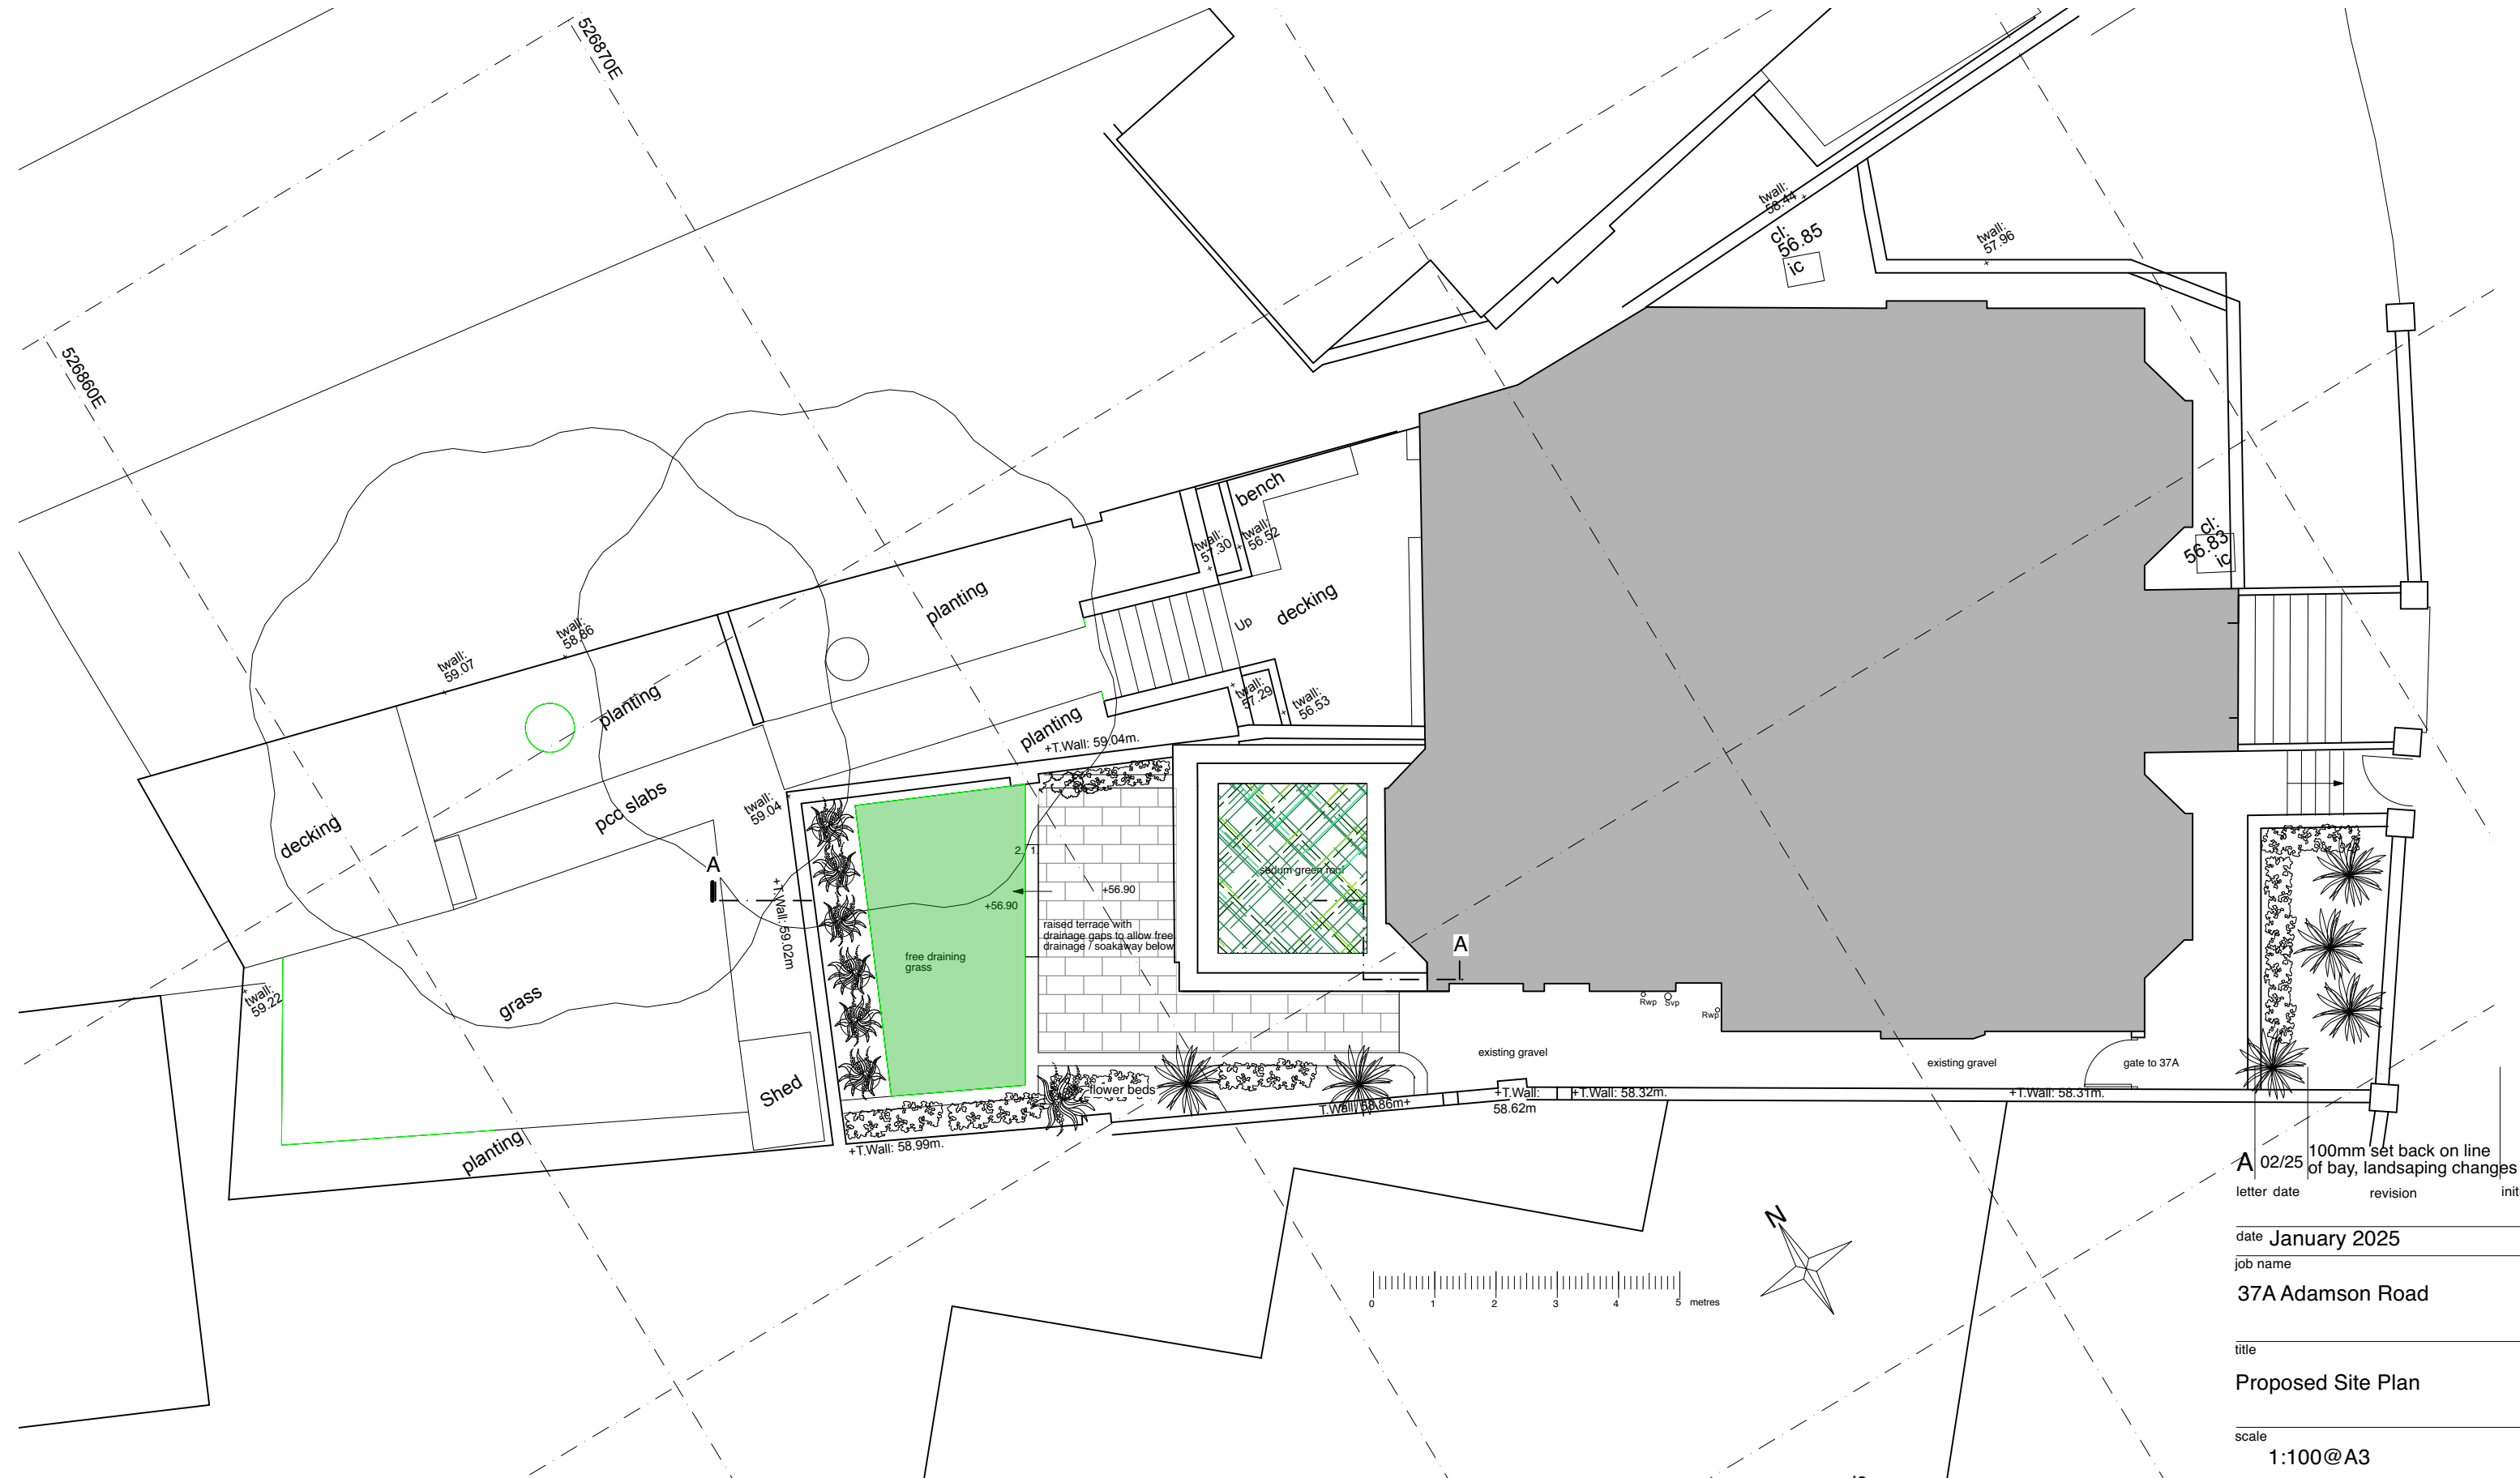 526870E
526860E
twall:
58.44
cl:
56.85
ic
twall:
57.96
bench
twall:
57.30
twall:
56.52
cl:
56.83
ic
planting
decking
Up
twall:
58.86
twall:
59.07
planting
twall:
57.29
twall:
56.53
planting
+T.Wall: 59.04m.
pcc slabs
twall:
59.04
decking
A
+T.Wall: 59.02m
2.
1.
+56.90
+56.90
sedum green roof
raised terrace with
drainage gaps to allow free
drainage / soakaway below
free draining
grass
A
twall:
59.22
grass
Rwp
Svp
Rwp
existing gravel
existing gravel
gate to 37A
Shed
flower beds
T.Wall: 58.86m+
+T.Wall:
58.62m
+T.Wall: 58.32m.
+T.Wall: 58.31m.
planting
+T.Wall: 58.99m.
N
0 1 2 3 4 5 metres
A 02/25 100mm set back on line
of bay, landsaping changes
letter date revision init
date January 2025
job name
37A Adamson Road
title
Proposed Site Plan
scale
1:100@A3